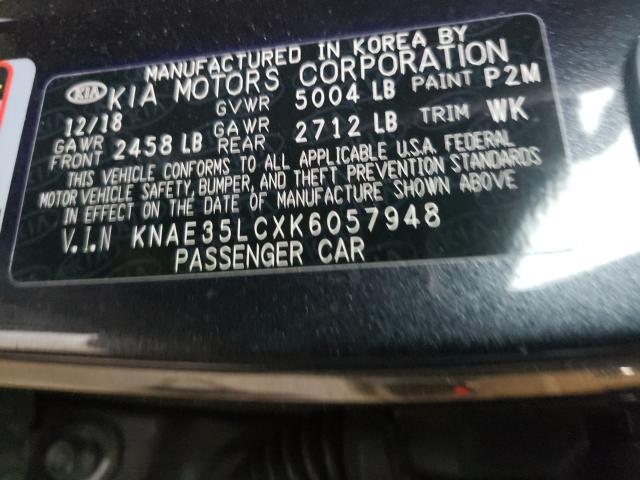 MANUFACTURED IN KOREA BY
KIA KIA MOTORS CORPORATION
12/18 GVWR 5004 LB PAINT P2M
GAWR FRONT 2458 LB GAWR REAR 2712 LB TRIM WK
THIS VEHICLE CONFORMS TO ALL APPLICABLE U.S.A. FEDERAL
MOTOR VEHICLE SAFETY, BUMPER, AND THEFT PREVENTION STANDARDS
IN EFFECT ON THE DATE OF MANUFACTURE SHOWN ABOVE
V.I.N KNAE35LCXK6057948
PASSENGER CAR